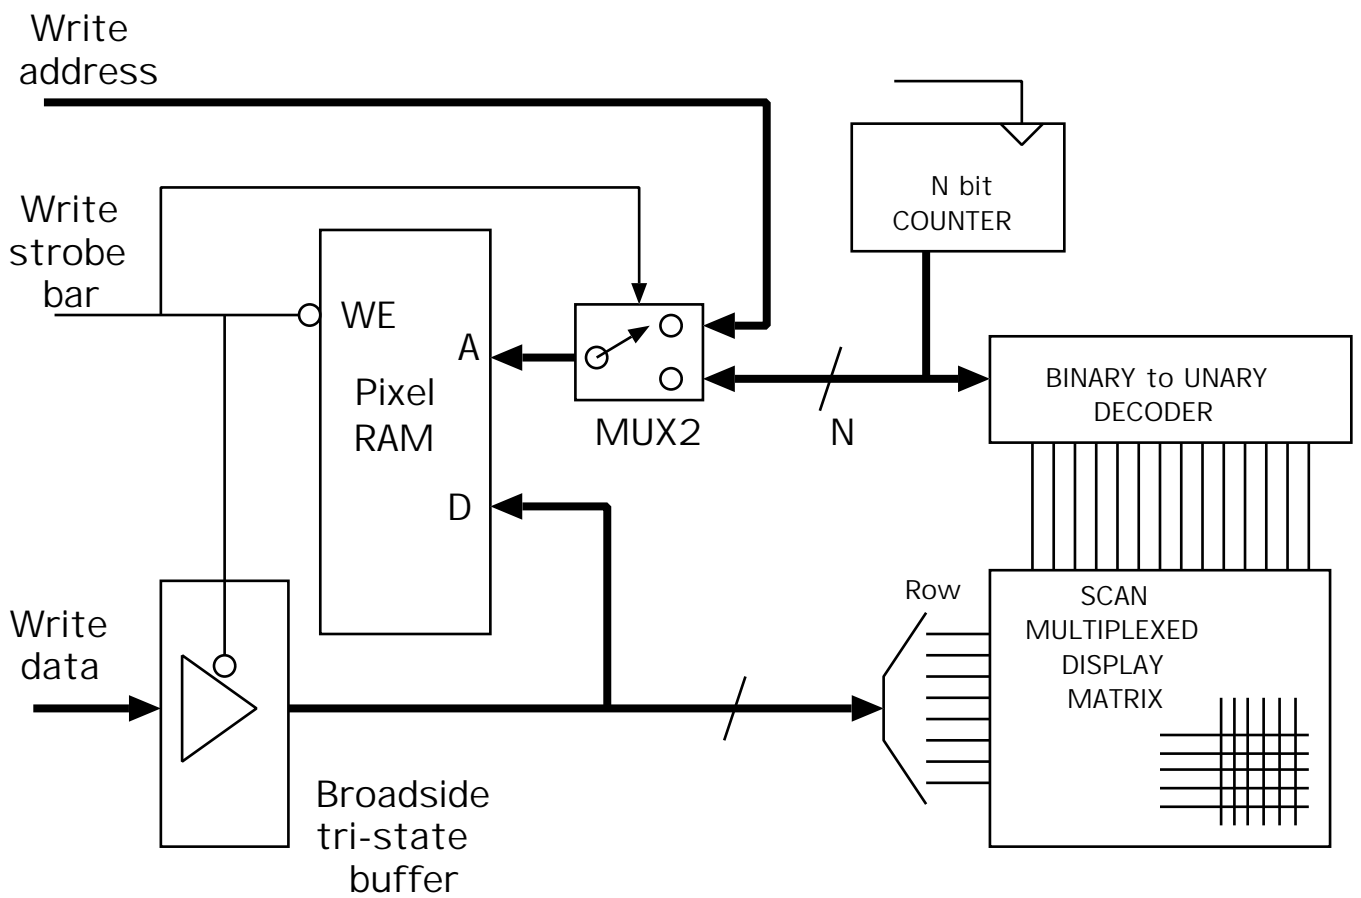 Write
address
N bit
COUNTER
Write
strobe
bar
WE
A
Pixel
RAM
MUX2
N
BINARY to UNARY
DECODER
D
Row
SCAN
MULTIPLEXED
DISPLAY
MATRIX
Write
data
Broadside
tri-state
buffer